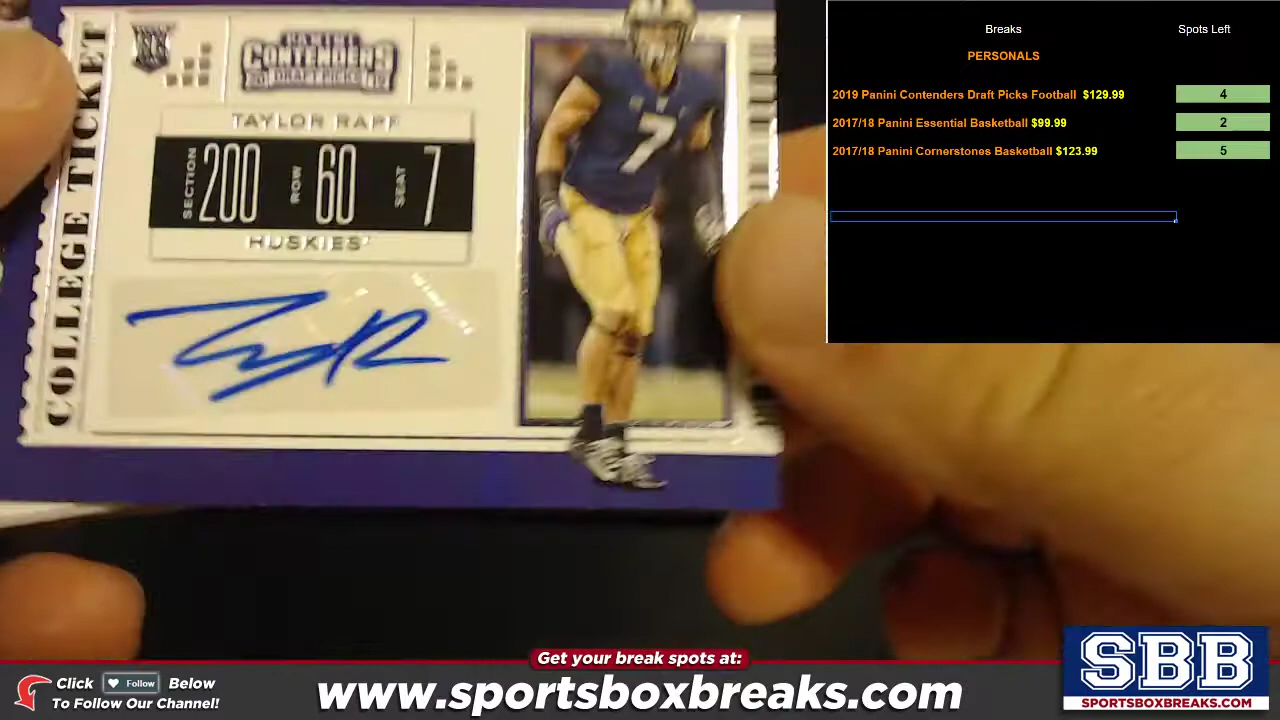 COLLEGE TICKET
PANINI
CONTENDERS
DRAFT PICKS
TAYLOR RAPP
SECTION 200 ROW 60 SEAT 7
HUSKIES
7
Breaks Spots Left
PERSONALS
2019 Panini Contenders Draft Picks Football $129.99 4
2017/18 Panini Essential Basketball $99.99 2
2017/18 Panini Cornerstones Basketball $123.99 5
Get your break spots at:
Click Follow Below
To Follow Our Channel!
www.sportsboxbreaks.com
SBB
SPORTSBOXBREAKS.COM